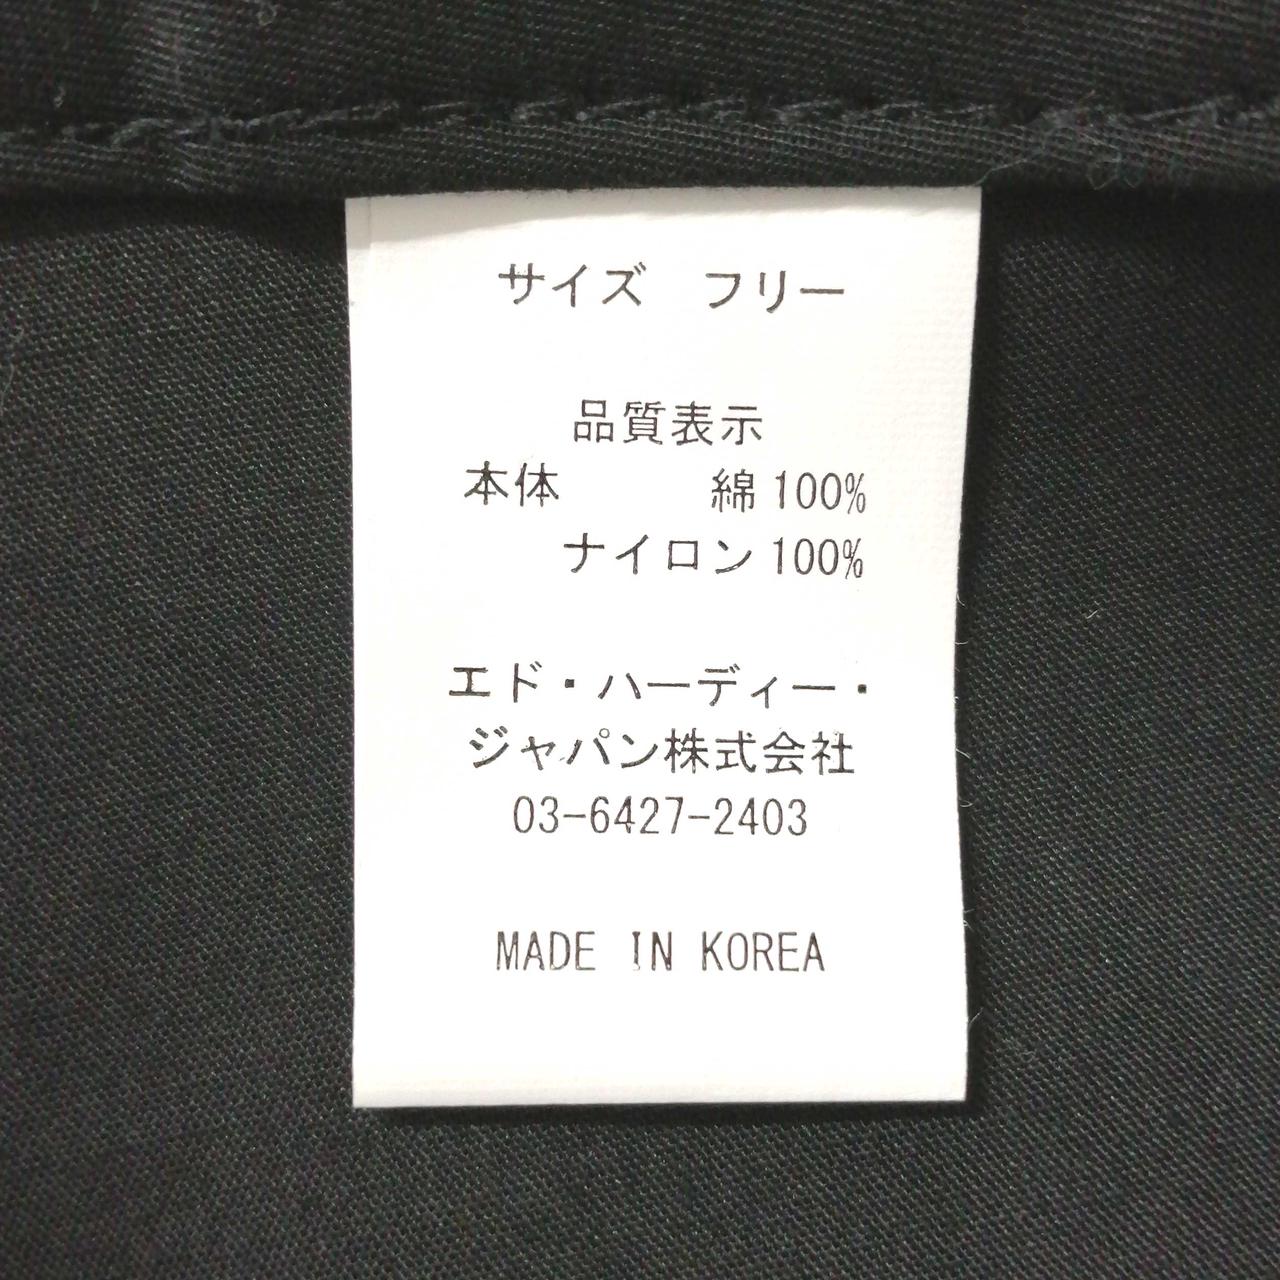 サイズ　フリー
品質表示
本体　　　綿100%
ナイロン100%
エド・ハーディー・
ジャパン株式会社
03-6427-2403
MADE IN KOREA